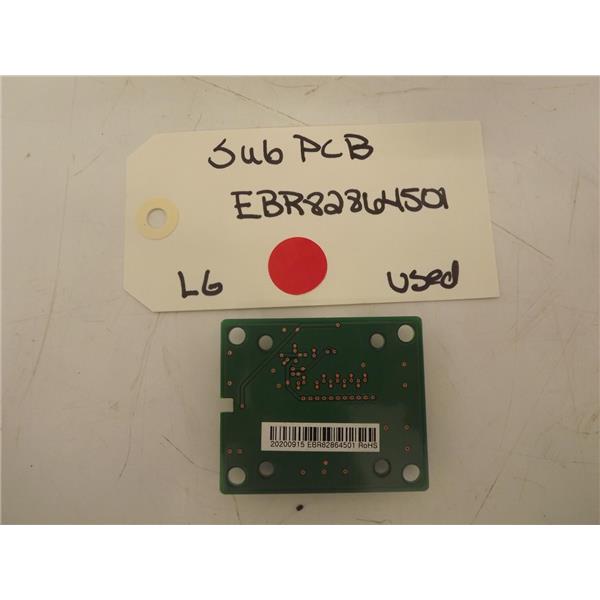 Sub PCB
EBR82864501
LG
used
20200915 EBR82864501 RoHS